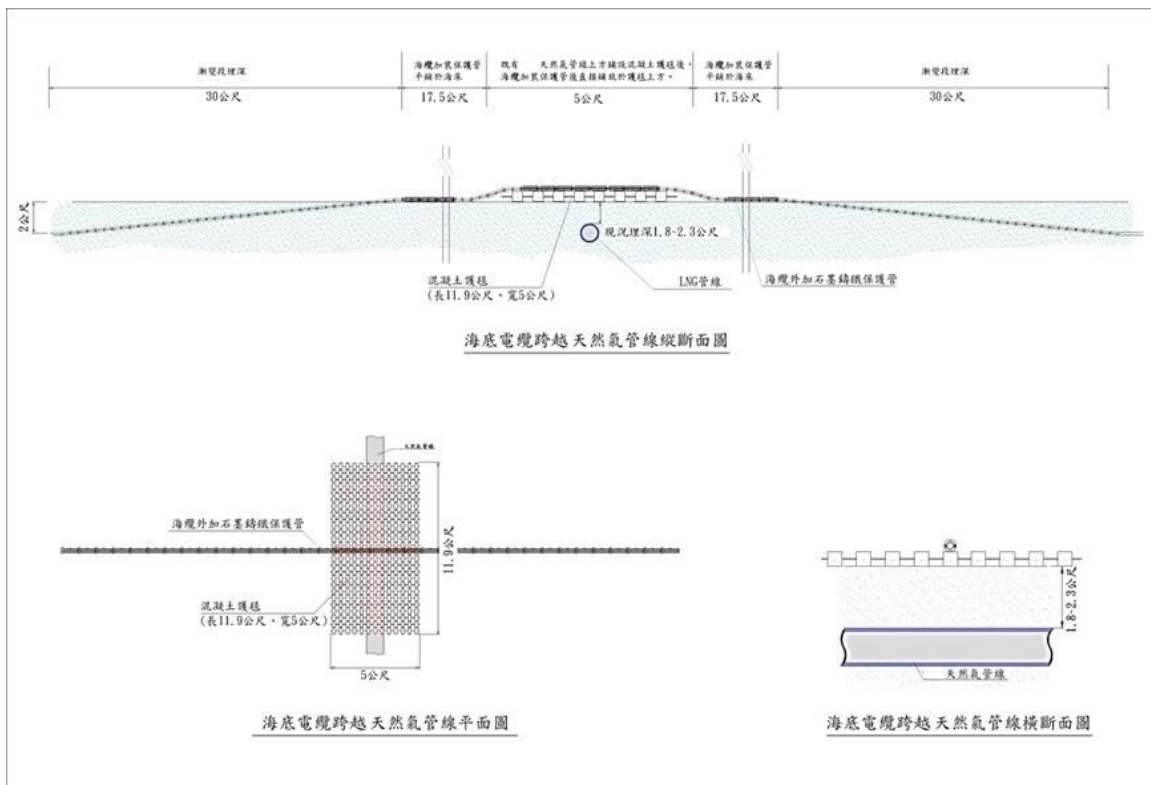 漸變段埋深
30公尺
海纜加裝保護管
平鋪於海床
17.5公尺
既有 天然氣管線上方鋪設混凝土護毯後，
海纜加裝保護管後直接鋪放於護毯上方。
5公尺
海纜加裝保護管
平鋪於海床
17.5公尺
漸變段埋深
30公尺
2公尺
現況埋深1.8~2.3公尺
混凝土護毯
(長11.9公尺、寬5公尺)
LNG管線
海纜外加石墨鑄鐵保護管
海底電纜跨越天然氣管線縱斷面圖
天然氣管線
海纜外加石墨鑄鐵保護管
11.9公尺
混凝土護毯
(長11.9公尺、寬5公尺)
5公尺
海底電纜跨越天然氣管線平面圖
1.8~2.3公尺
天然氣管線
海底電纜跨越天然氣管線橫斷面圖